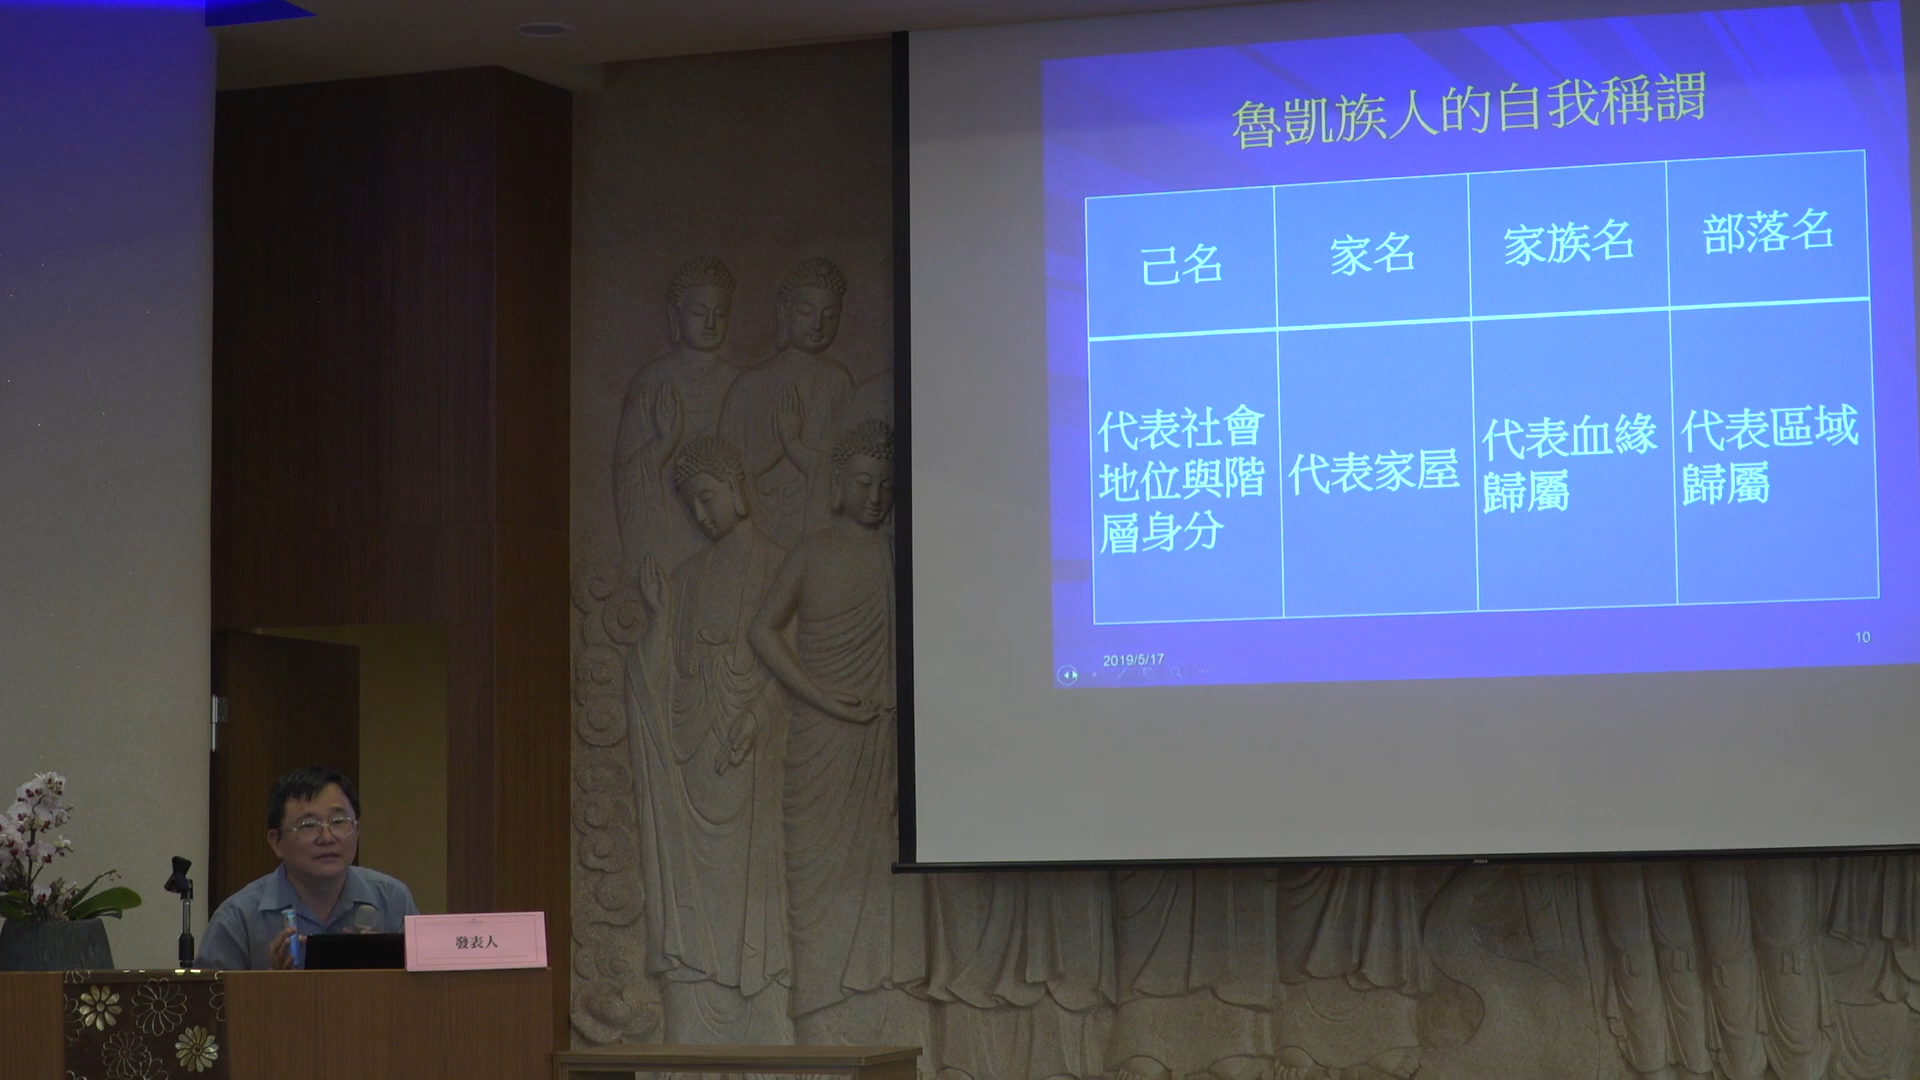 魯凱族人的自我稱謂
己名
家名
家族名
部落名
代表社會
地位與階
層身分
代表家屋
代表血緣
歸屬
代表區域
歸屬
2019/5/17
10
發表人